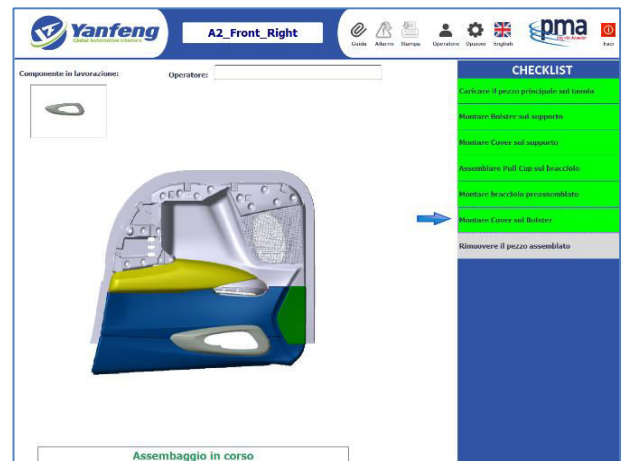 Yanfeng
Global Automotive Interiors
A2_Front_Right
Guida
Allarme
Stampa
Operatore
Opzioni
English
pma
Esci
Componente in lavorazione:
Operatore:
CHECKLIST
Caricare il pezzo principale sul tavolo
Montare Bolster sul supporto
Montare Cover sul supporto
Assemblare Pull Cup sul bracciolo
Montare bracciolo preassemblato
Montare Cover sul Bolster
Rimuovere il pezzo assemblato
Assembaggio in corso